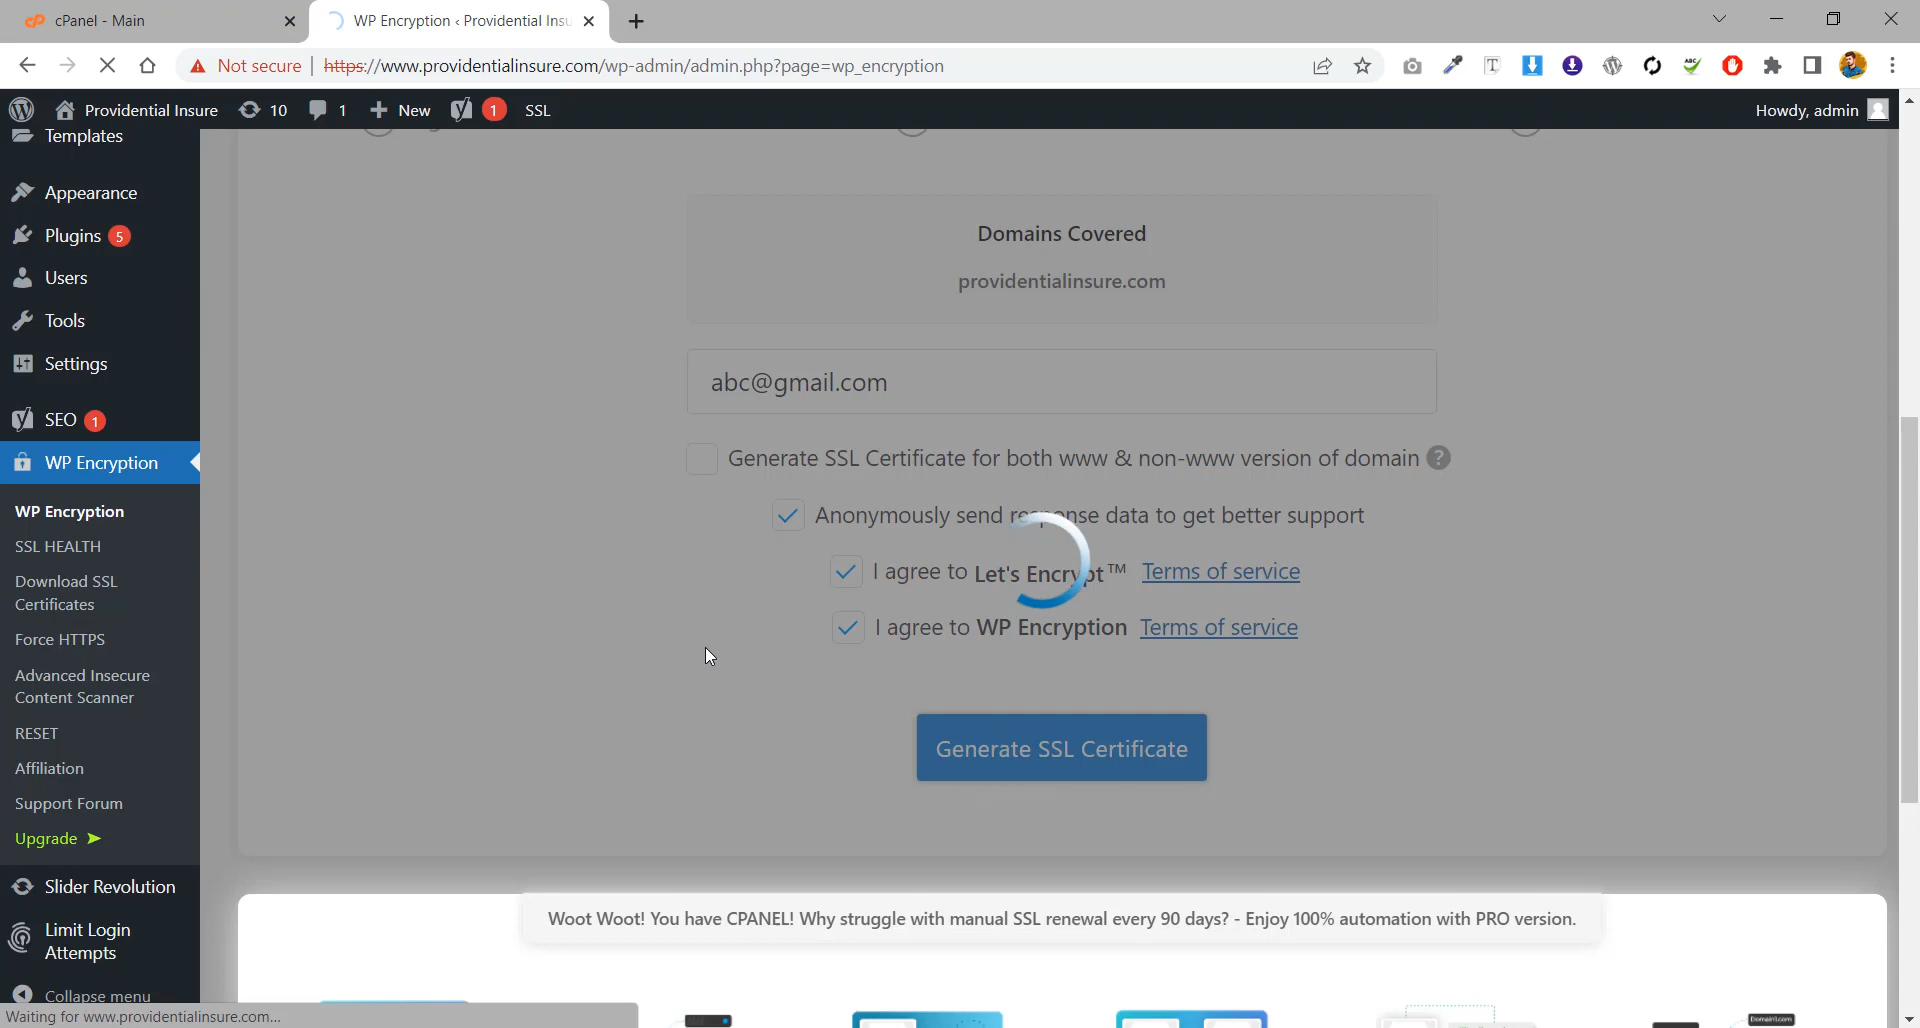 cPanel - Main
WP Encryption ‹ Providential Insu
Not secure
https://www.providentialinsure.com/wp-admin/admin.php?page=wp_encryption
T
ABC
Providential Insure
10
1
New
1
SSL
Howdy, admin
Templates
Appearance
Plugins 5
Users
Tools
Settings
SEO 1
WP Encryption
WP Encryption
SSL HEALTH
Download SSL
Certificates
Force HTTPS
Advanced Insecure
Content Scanner
RESET
Affiliation
Support Forum
Upgrade ➤
Slider Revolution
Limit Login
Attempts
Collapse menu
Domains Covered
providentialinsure.com
abc@gmail.com
Generate SSL Certificate for both www & non-www version of domain ?
Anonymously send response data to get better support
I agree to Let's Encrypt™ Terms of service
I agree to WP Encryption Terms of service
Generate SSL Certificate
Woot Woot! You have CPANEL! Why struggle with manual SSL renewal every 90 days? - Enjoy 100% automation with PRO version.
Domain1.com
Waiting for www.providentialinsure.com...